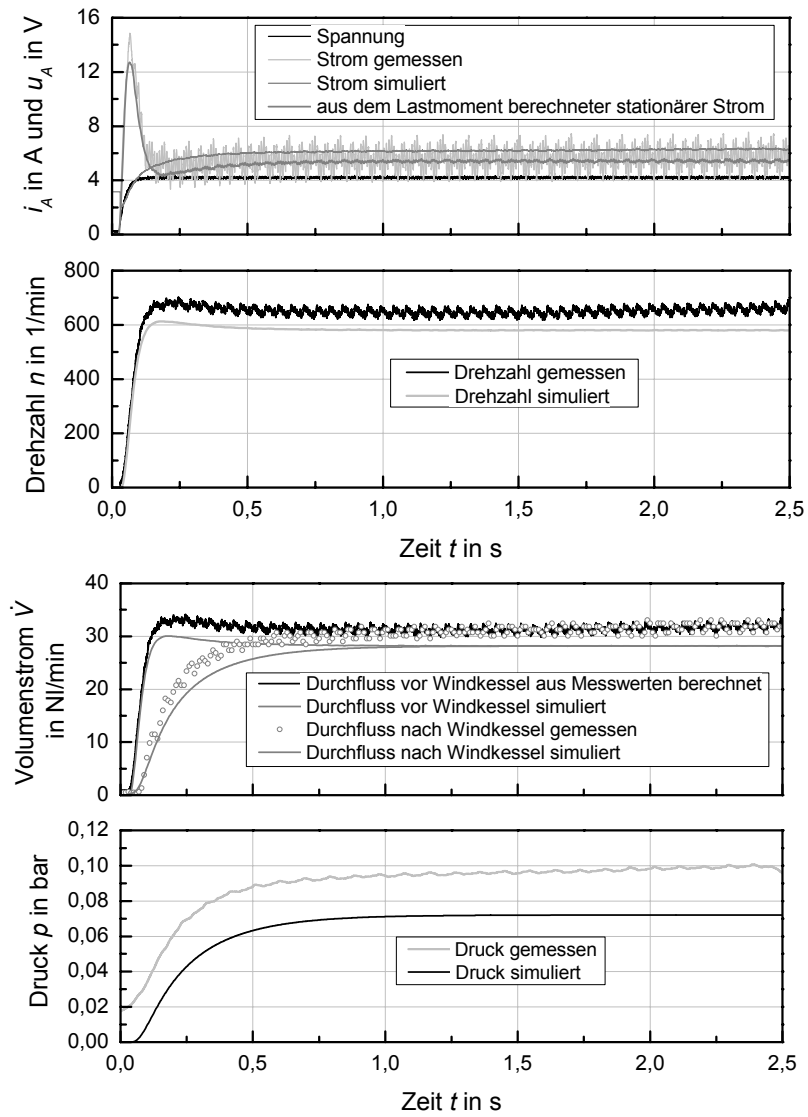 16
12
8
4
0
i_A in A und u_A in V
Spannung
Strom gemessen
Strom simuliert
aus dem Lastmoment berechneter stationärer Strom
800
600
400
200
0
Drehzahl n in 1/min
Drehzahl gemessen
Drehzahl simuliert
0,0 0,5 1,0 1,5 2,0 2,5
Zeit t in s
40
30
20
10
0
Volumenstrom V̇
in Nl/min
Durchfluss vor Windkessel aus Messwerten berechnet
Durchfluss vor Windkessel simuliert
Durchfluss nach Windkessel gemessen
Durchfluss nach Windkessel simuliert
0,12
0,10
0,08
0,06
0,04
0,02
0,00
Druck p in bar
Druck gemessen
Druck simuliert
0,0 0,5 1,0 1,5 2,0 2,5
Zeit t in s